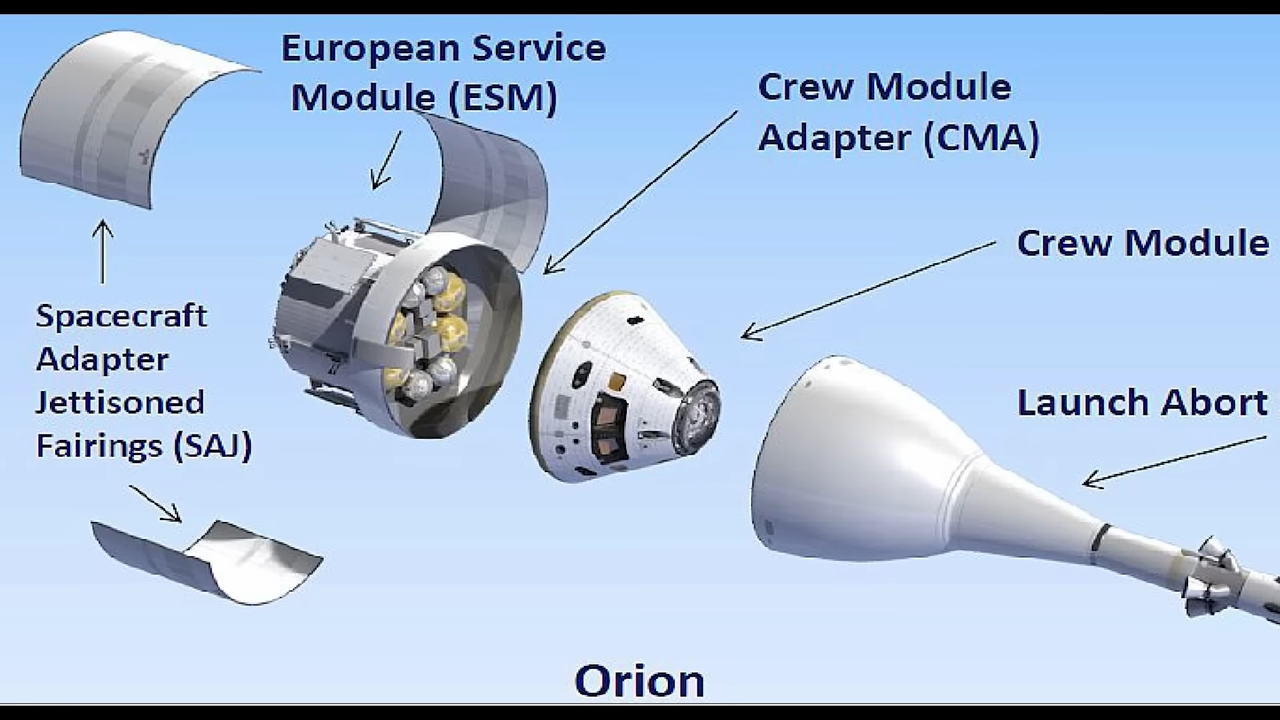 European Service
Module (ESM)
Crew Module
Adapter (CMA)
Crew Module
Spacecraft
Adapter
Jettisoned
Fairings (SAJ)
Launch Abort
Orion